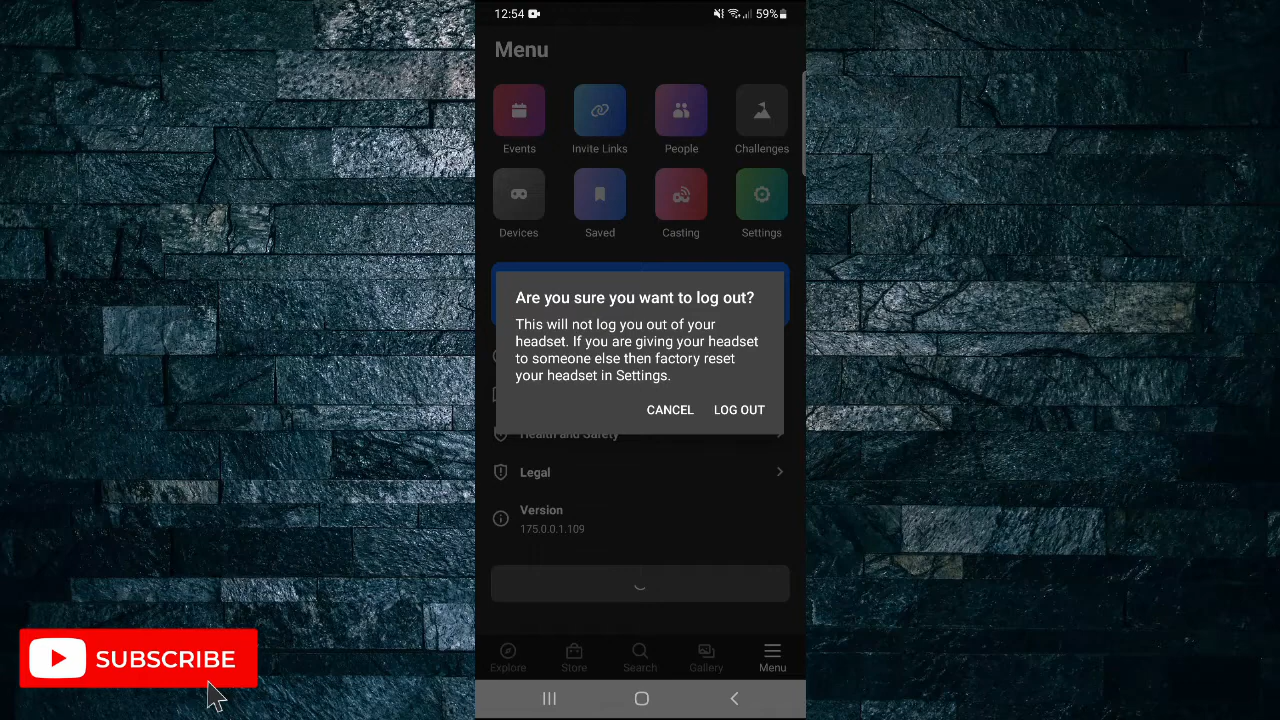 12:54
59%
Menu
Events
Invite Links
People
Challenges
Devices
Saved
Casting
Settings
Are you sure you want to log out?
This will not log you out of your
headset. If you are giving your headset
to someone else then factory reset
your headset in Settings.
CANCEL
LOG OUT
Health and Safety
Legal
Version
175.0.0.1.109
Explore
Store
Search
Gallery
Menu
SUBSCRIBE